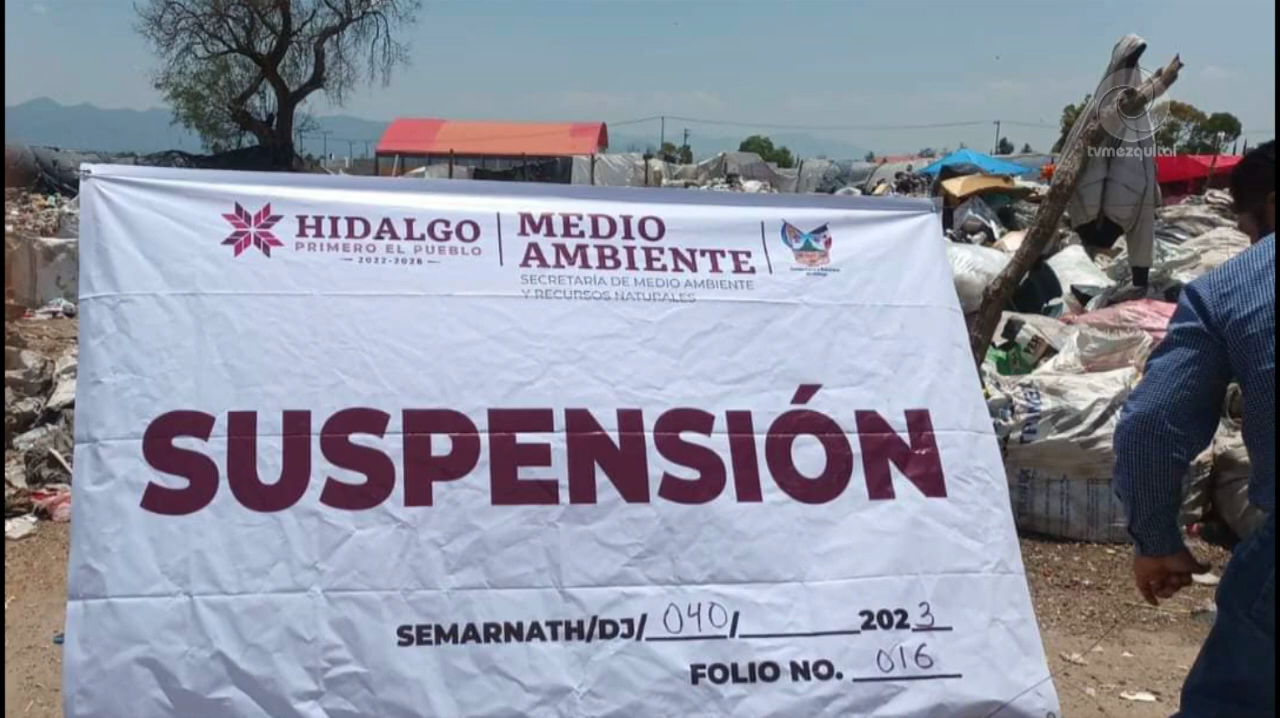 HIDALGO
PRIMERO EL PUEBLO
2022-2028
MEDIO
AMBIENTE
SECRETARÍA DE MEDIO AMBIENTE
Y RECURSOS NATURALES
tvmezquital
SUSPENSIÓN
SEMARNATH/DJ/ 040 / 2023
FOLIO NO. 016